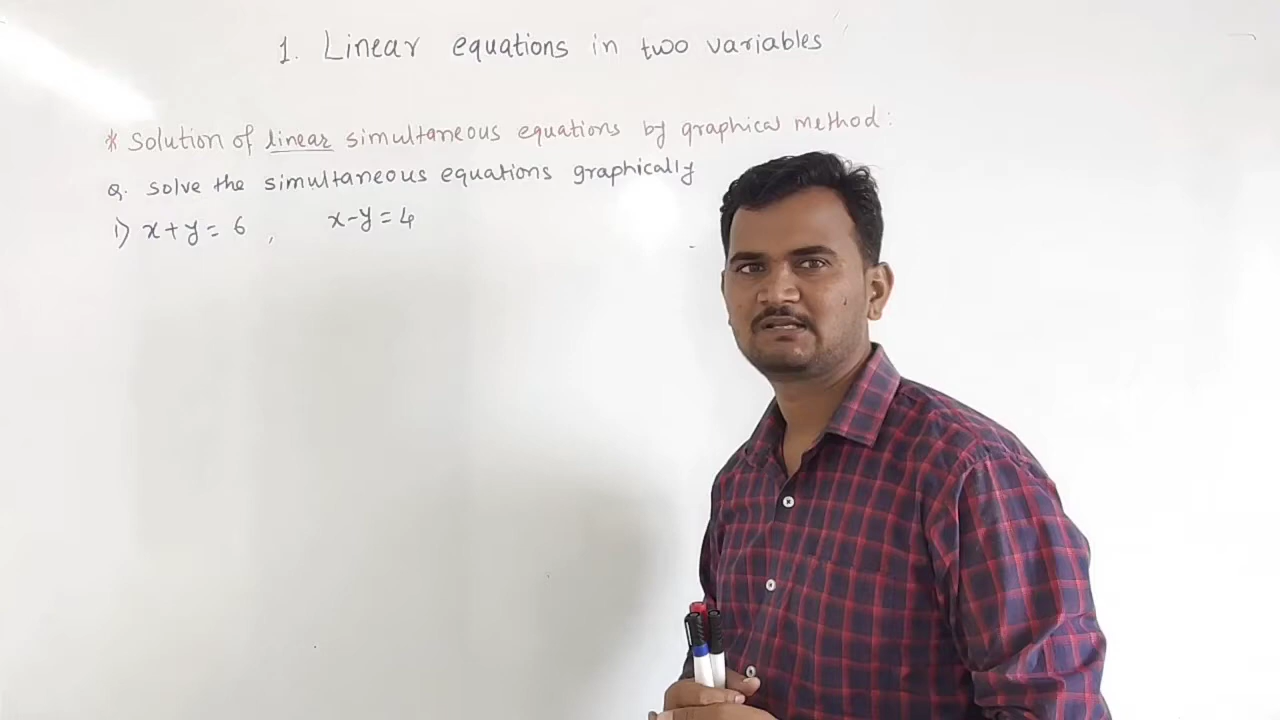 1. Linear equations in two variables
* Solution of linear simultaneous equations by graphical method:
Q. Solve the simultaneous equations graphically
i) x+y=6, x-y=4